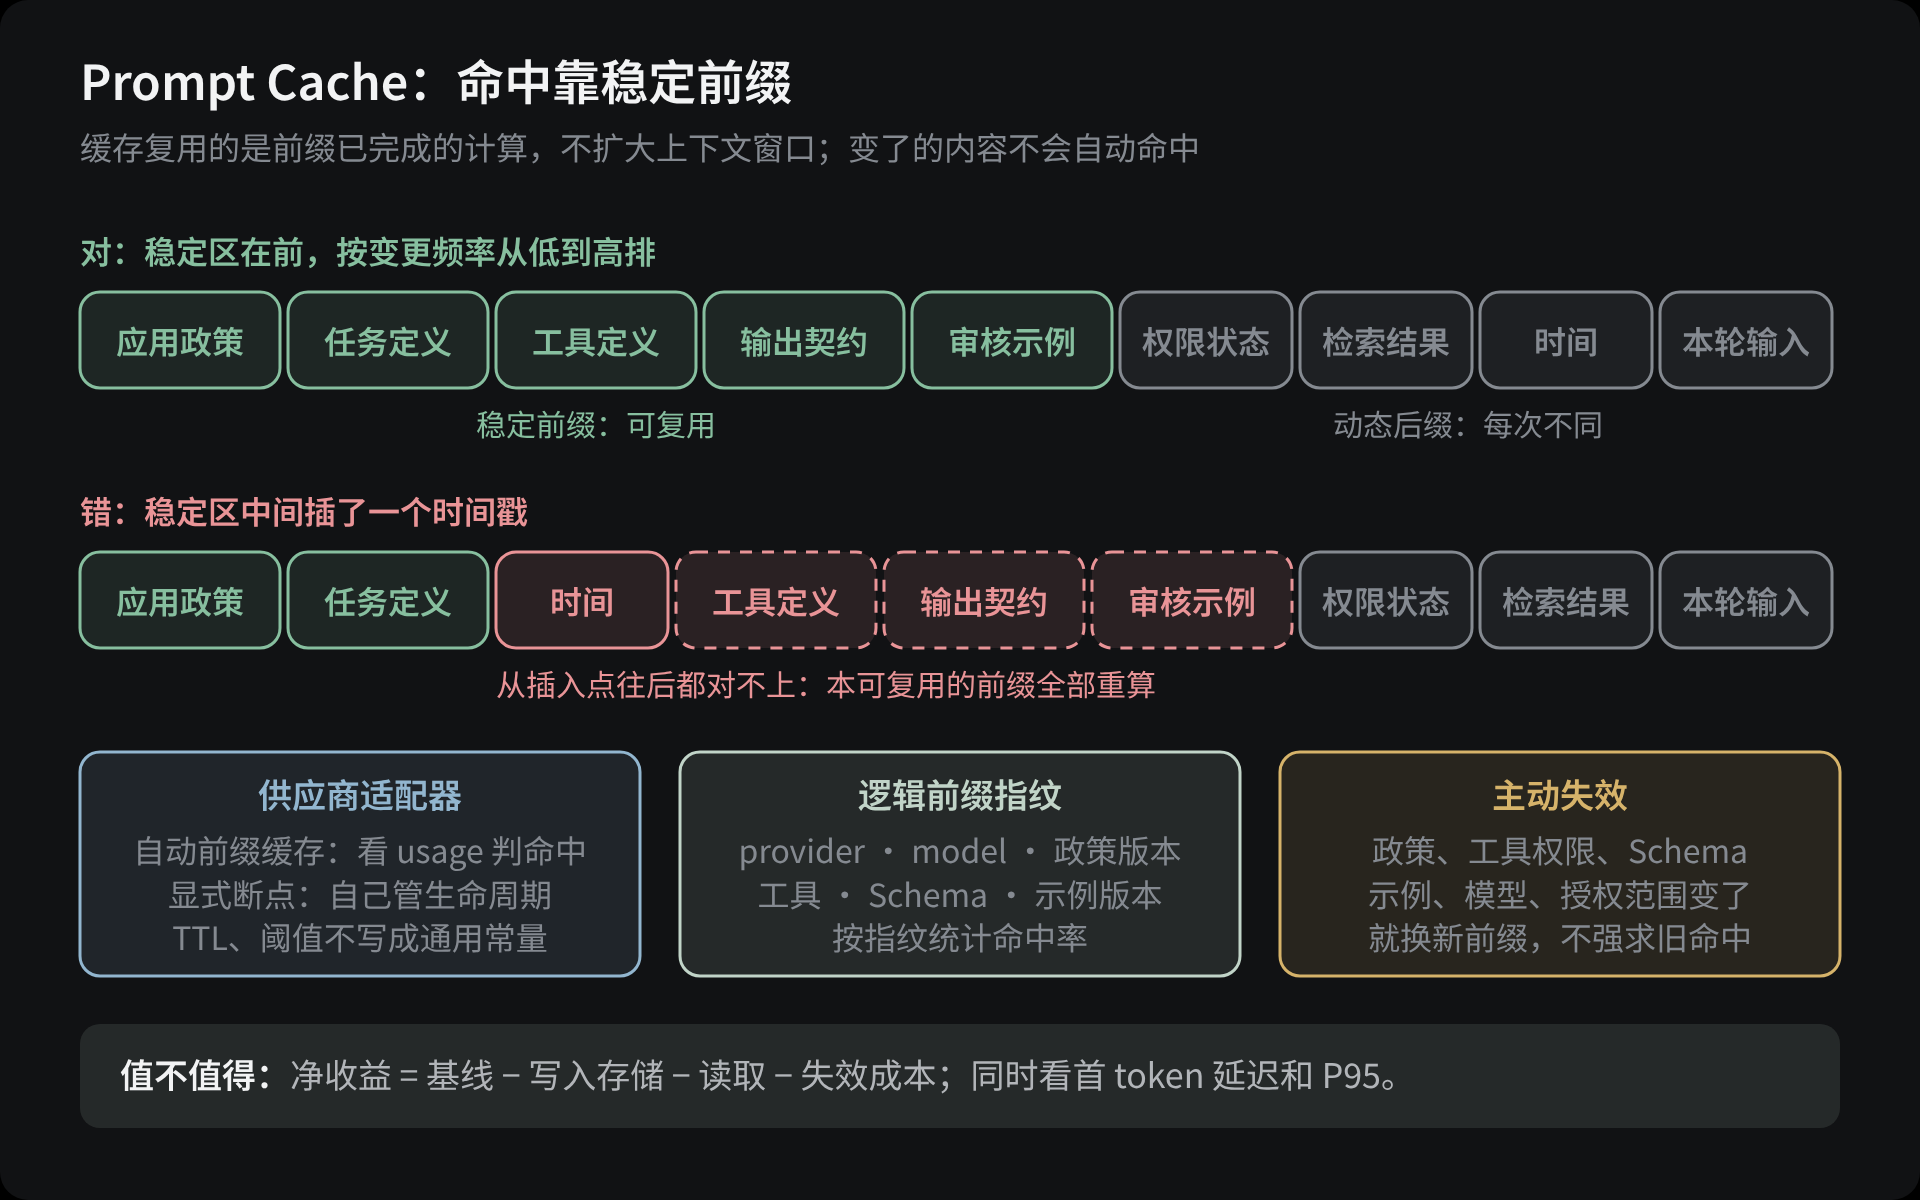 Prompt Cache：命中靠稳定前缀
缓存复用的是前缀已完成的计算，不扩大上下文窗口；变了的内容不会自动命中
对：稳定区在前，按变更频率从低到高排
应用政策 任务定义 工具定义 输出契约 审核示例 权限状态 检索结果 时间 本轮输入
稳定前缀：可复用 动态后缀：每次不同
错：稳定区中间插了一个时间戳
应用政策 任务定义 时间 工具定义 输出契约 审核示例 权限状态 检索结果 本轮输入
从插入点往后都对不上：本可复用的前缀全部重算
供应商适配器
自动前缀缓存：看 usage 判命中
显式断点：自己管生命周期
TTL、阈值不写成通用常量
逻辑前缀指纹
provider · model · 政策版本
工具 · Schema · 示例版本
按指纹统计命中率
主动失效
政策、工具权限、Schema
示例、模型、授权范围变了
就换新前缀，不强求旧命中
值不值得：净收益 = 基线 − 写入存储 − 读取 − 失效成本；同时看首 token 延迟和 P95。